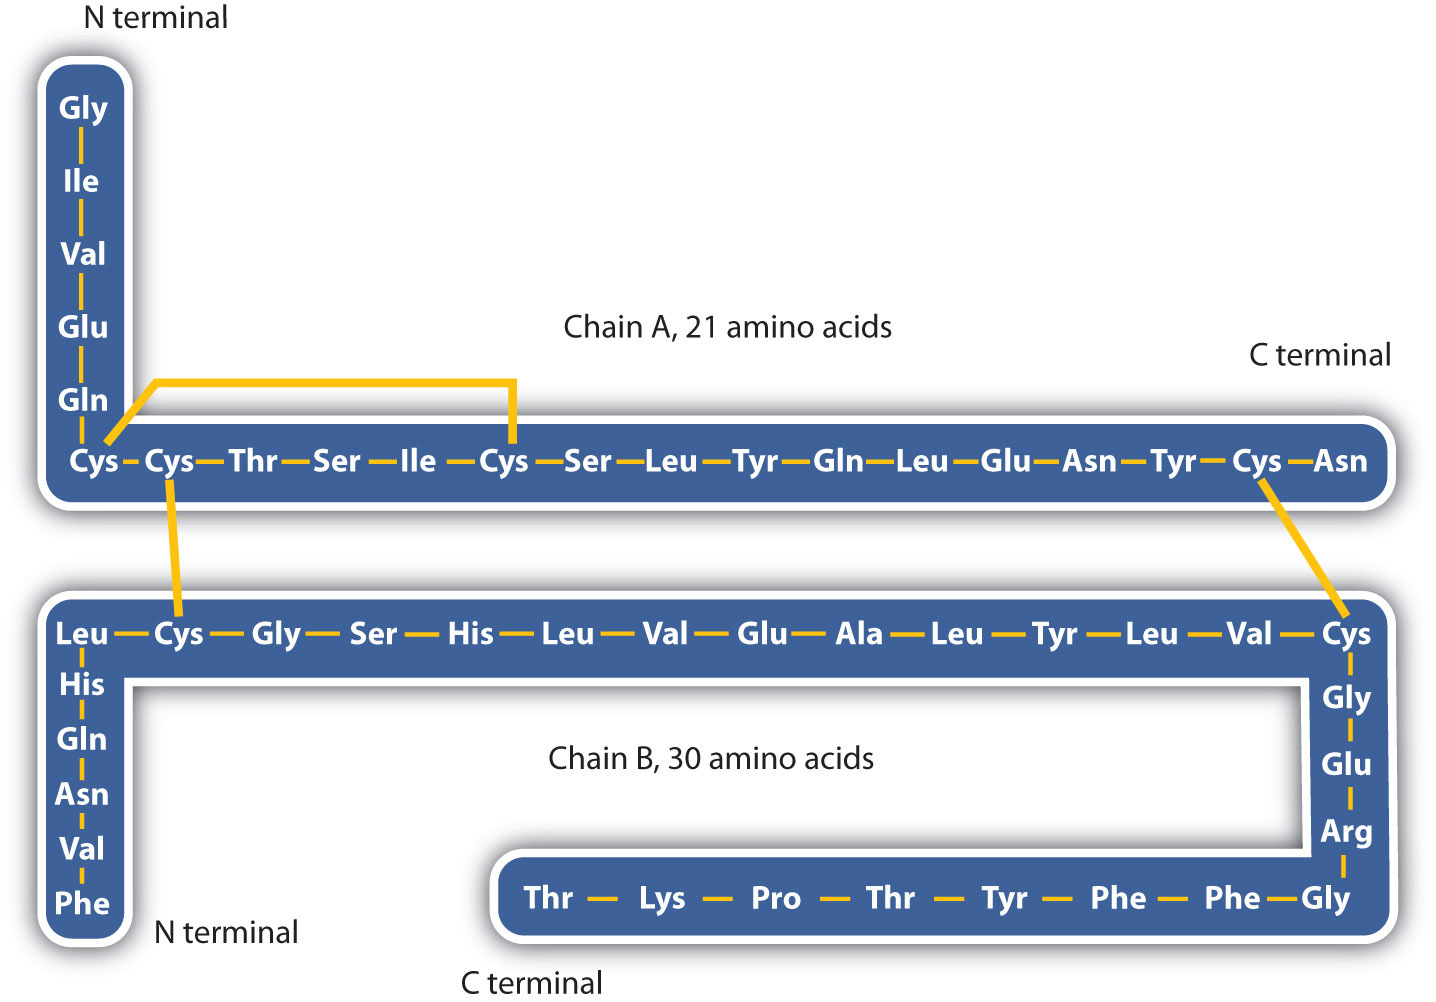 N terminal
Gly
Ile
Val
Glu
Chain A, 21 amino acids
C terminal
Gln
Cys Cys Thr Ser Ile Cys Ser Leu Tyr Gln Leu Glu Asn Tyr Cys Asn
Leu Cys Gly Ser His Leu Val Glu Ala Leu Tyr Leu Val Cys
His
Gly
Gln
Chain B, 30 amino acids
Glu
Asn
Arg
Val
Phe
Thr Lys Pro Thr Tyr Phe Phe Gly
N terminal
C terminal